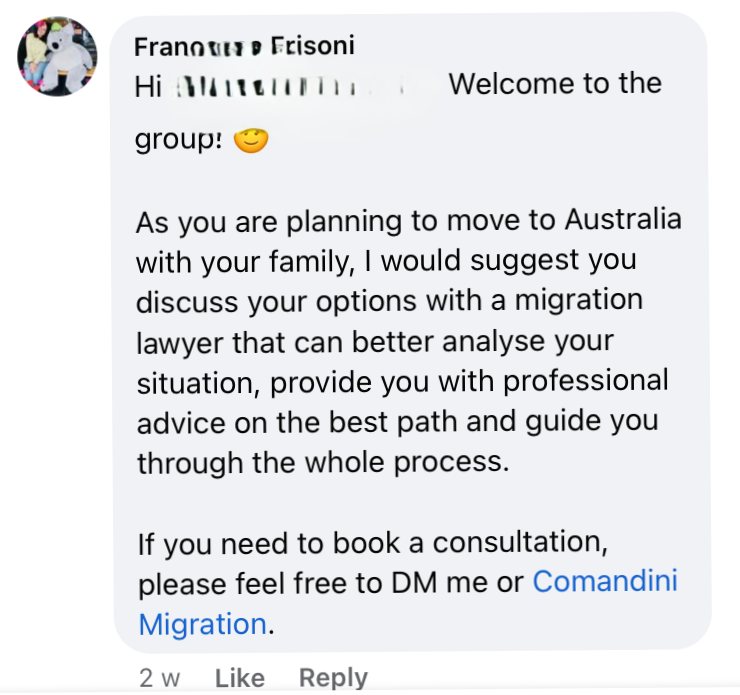 Frisoni
Hi Welcome to the
group!
As you are planning to move to Australia
with your family, I would suggest you
discuss your options with a migration
lawyer that can better analyse your
situation, provide you with professional
advice on the best path and guide you
through the whole process.
If you need to book a consultation,
please feel free to DM me or Comandini
Migration.
2 w Like Reply